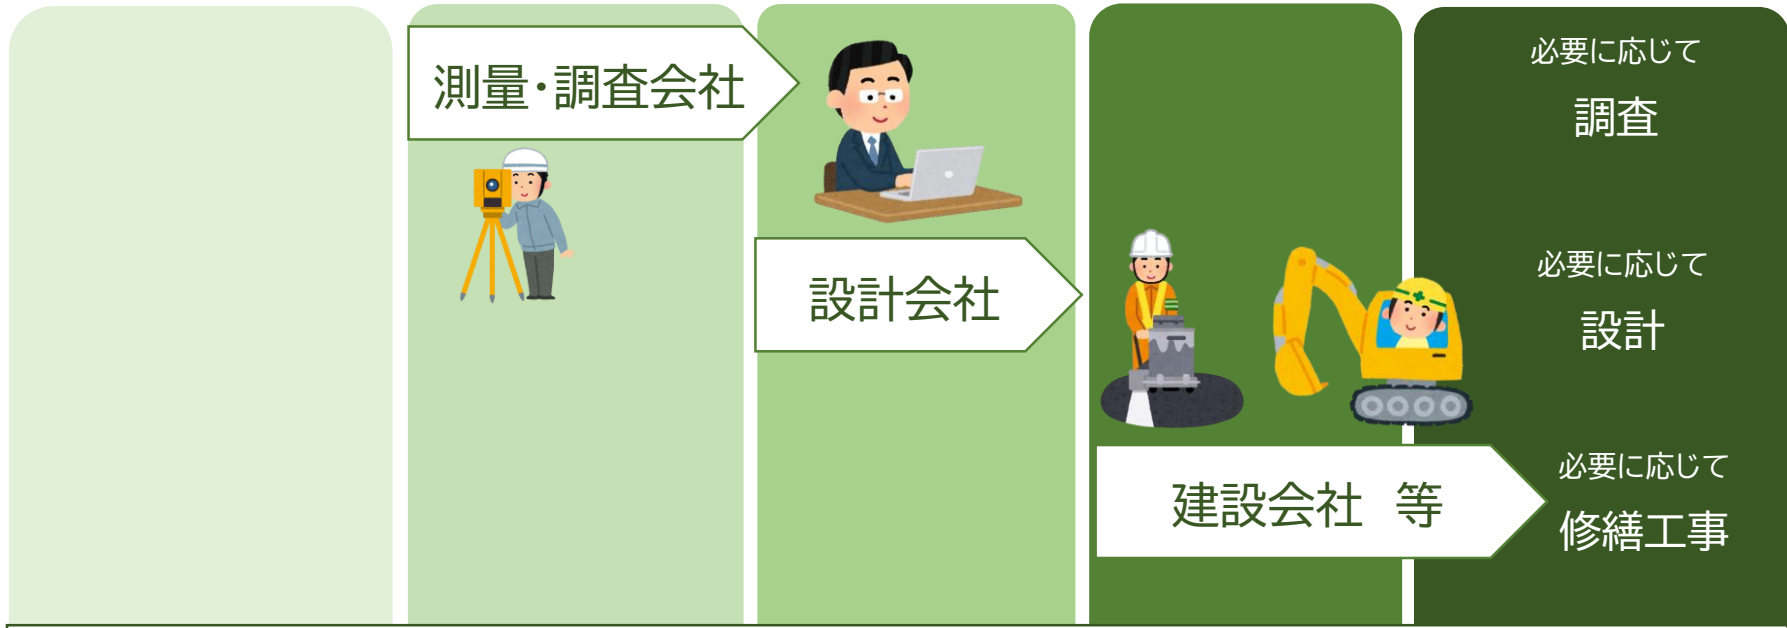 測量・調査会社
設計会社
建設会社 等
必要に応じて
調査
必要に応じて
設計
必要に応じて
修繕工事